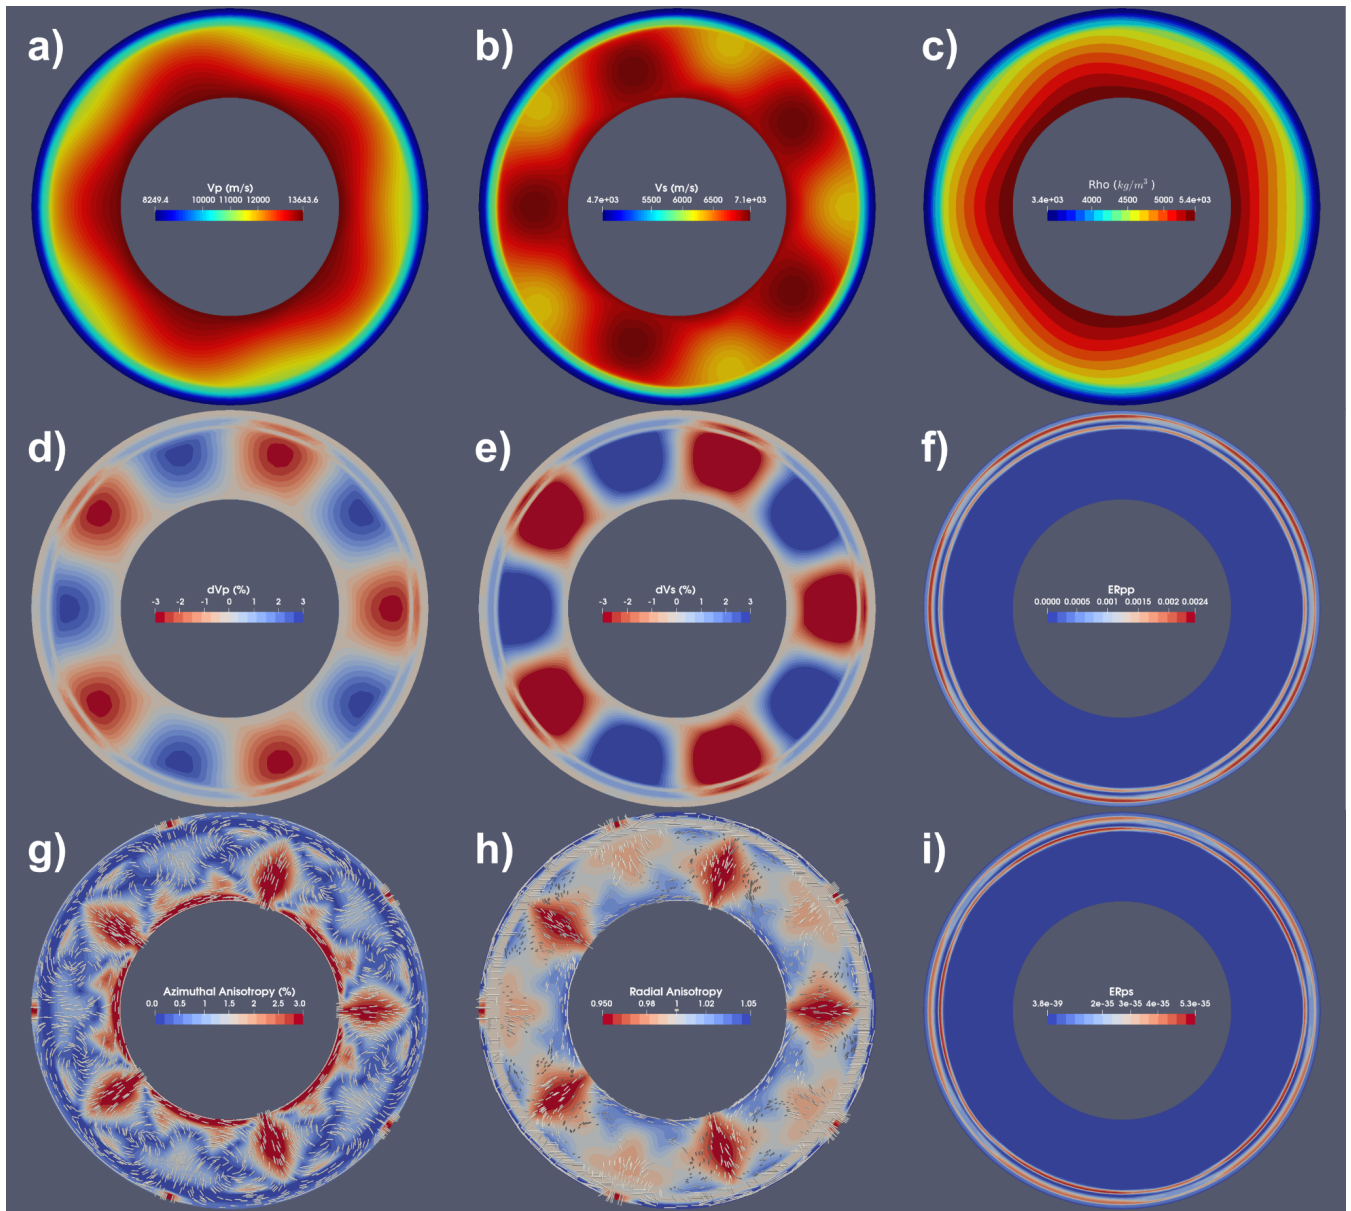 a)
Vp (m/s)
8249.4 10000 11000 12000 13643.6
b)
Vs (m/s)
4.7e+03 5500 6000 6500 7.1e+03
c)
Rho (kg/m³)
3.4e+03 4000 4500 5000 5.4e+03
d)
dVp (%)
-3 -2 -1 0 1 2 3
e)
dVs (%)
-3 -2 -1 0 1 2 3
f)
ERpp
0.0000 0.0005 0.001 0.0015 0.002 0.0024
g)
Azimuthal Anisotropy (%)
0.0 0.5 1 1.5 2 2.5 3.0
h)
Radial Anisotropy
0.950 0.98 1 1.02 1.05
i)
ERps
3.8e-39 2e-35 3e-35 4e-35 5.3e-35